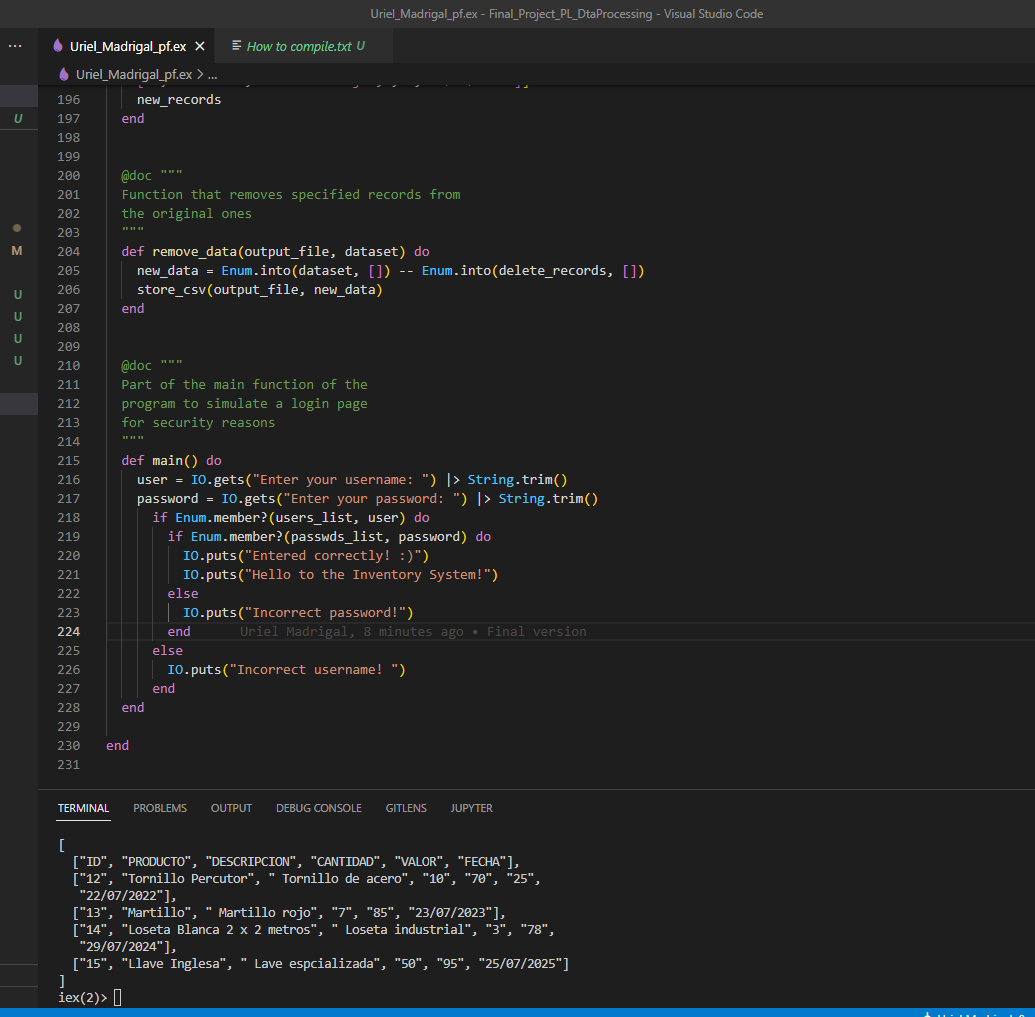 Uriel_Madrigal_pf.ex - Final_Project_PL_DtaProcessing - Visual Studio Code
... Uriel_Madrigal_pf.ex × How to compile.txt U
Uriel_Madrigal_pf.ex > ...
196 new_records
197 end
198
199
200 @doc """
201 Function that removes specified records from
202 the original ones
203 """
204 def remove_data(output_file, dataset) do
205 new_data = Enum.into(dataset, []) -- Enum.into(delete_records, [])
206 store_csv(output_file, new_data)
207 end
208
209
210 @doc """
211 Part of the main function of the
212 program to simulate a login page
213 for security reasons
214 """
215 def main() do
216 user = IO.gets("Enter your username: ") |> String.trim()
217 password = IO.gets("Enter your password: ") |> String.trim()
218 if Enum.member?(users_list, user) do
219 if Enum.member?(passwds_list, password) do
220 IO.puts("Entered correctly! :)")
221 IO.puts("Hello to the Inventory System!")
222 else
223 IO.puts("Incorrect password!")
224 end Uriel Madrigal, 8 minutes ago • Final version
225 else
226 IO.puts("Incorrect username! ")
227 end
228 end
229
230 end
231
U
M
U
U
U
U
TERMINAL PROBLEMS OUTPUT DEBUG CONSOLE GITLENS JUPYTER
[
["ID", "PRODUCTO", "DESCRIPCION", "CANTIDAD", "VALOR", "FECHA"],
["12", "Tornillo Percutor", " Tornillo de acero", "10", "70", "25",
"22/07/2022"],
["13", "Martillo", " Martillo rojo", "7", "85", "23/07/2023"],
["14", "Loseta Blanca 2 x 2 metros", " Loseta industrial", "3", "78",
"29/07/2024"],
["15", "Llave Inglesa", " Lave espcializada", "50", "95", "25/07/2025"]
]
iex(2)>